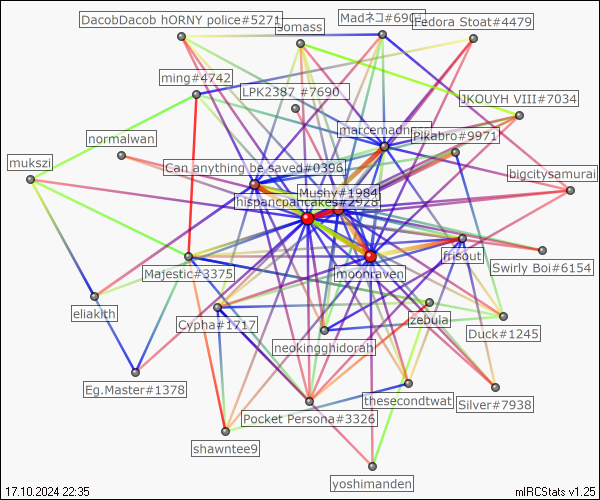 DacobDacob hORNY police#5271
somass
Madネコ#690
Fedora Stoat#4479
ming#4742
LPK2387 #7690
JKOUYH VIII#7034
normalwan
marcemadn
Pikabro#9971
mukszi
Can anything be saved#0396
bigcitysamurai
Mushy#1984
hispancpancakes#2928
Majestic#3375
moonraven
frisout
Swirly Boi#6154
eliakith
Cypha#1717
neokingghidorah
zebula
Duck#1245
Eg.Master#1378
Pocket Persona#3326
thesecondtwat
Silver#7938
shawntee9
yoshimanden
17.10.2024 22:35
mIRCStats v1.25